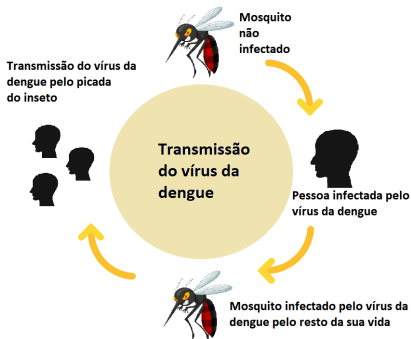 Mosquito
não
infectado
Transmissão do vírus da
dengue pelo picada
do inseto
Transmissão
do vírus da
dengue
Pessoa infectada pelo
vírus da dengue
Mosquito infectado pelo vírus da
dengue pelo resto da sua vida